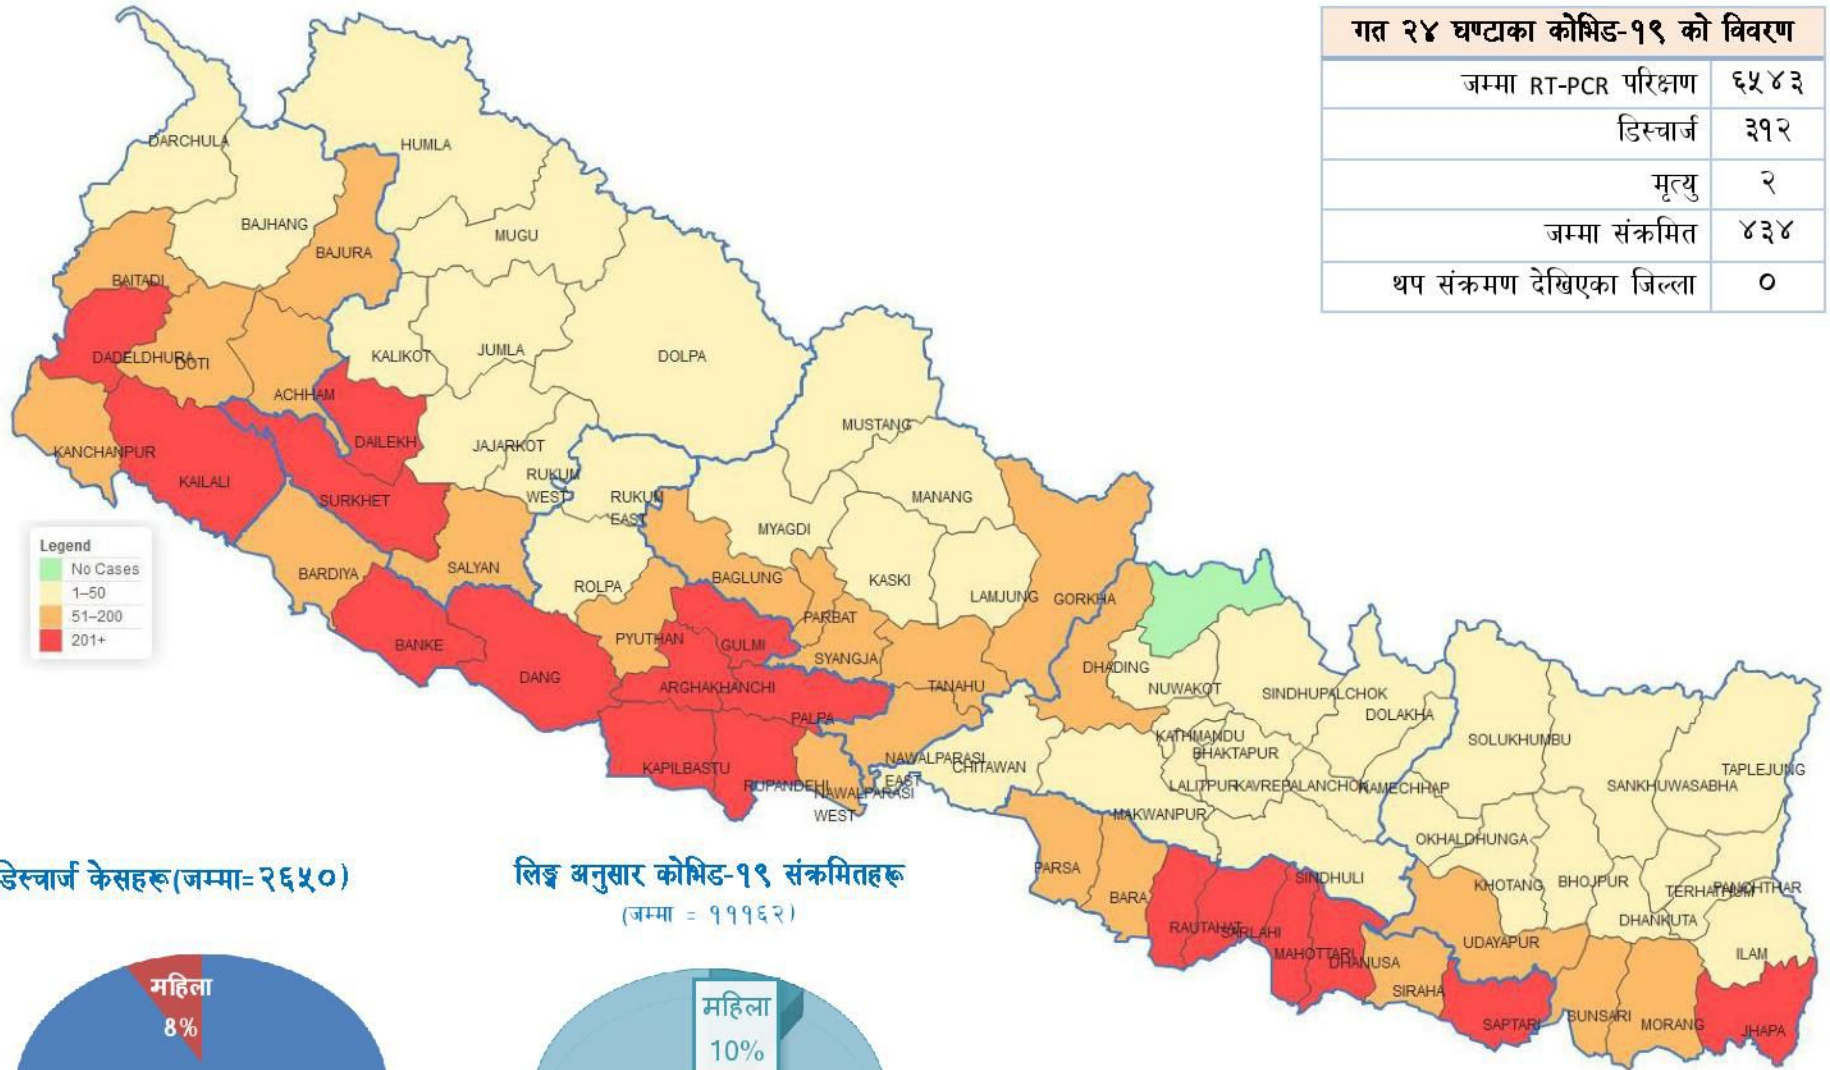 गत २४ घण्टाका कोभिड-१९ को विवरण
जम्मा RT-PCR परिक्षण ६५४३
डिस्चार्ज ३१२
मृत्यु २
जम्मा संक्रमित ४३४
थप संक्रमण देखिएका जिल्ला ०
DARCHULA
HUMLA
BAJHANG
MUGU
BAJURA
BAITADI
DADELDHURA
DOTI
KALIKOT
JUMLA
DOLPA
ACHHAM
MUSTANG
DAILEKH
JAJARKOT
KANCHANPUR
KAILALI
RUKUM
WEST
SURKHET
RUKUM
EAST
MANANG
MYAGDI
Legend
No Cases
1–50
51–200
201+
BARDIYA
SALYAN
ROLPA
BAGLUNG
KASKI
LAMJUNG
GORKHA
PARBAT
BANKE
PYUTHAN
GULMI
SYANGJA
DHADING
DANG
ARGHAKHANCHI
TANAHU
NUWAKOT
SINDHUPALCHOK
DOLAKHA
PALPA
KATHMANDU
BHAKTAPUR
SOLUKHUMBU
KAPILBASTU
NAWALPARASI
EAST
CHITAWAN
TAPLEJUNG
RUPANDEHI
NAWALPARASI
WEST
LALITPUR
KAVREPALANCHOK
RAMECHHAP
SANKHUWASABHA
MAKWANPUR
OKHALDHUNGA
PARSA
SINDHULI
KHOTANG
BHOJPUR
TERHATHUM
PANCHTHAR
BARA
DHANKUTA
RAUTAHAT
SARLAHI
UDAYAPUR
ILAM
MAHOTTARI
DHANUSA
SIRAHA
SAPTARI
SUNSARI
MORANG
JHAPA
डिस्चार्ज केसहरू(जम्मा=२६५०)
महिला
8%
लिङ्ग अनुसार कोभिड-१९ संक्रमितहरू
(जम्मा = १११६२)
महिला
10%